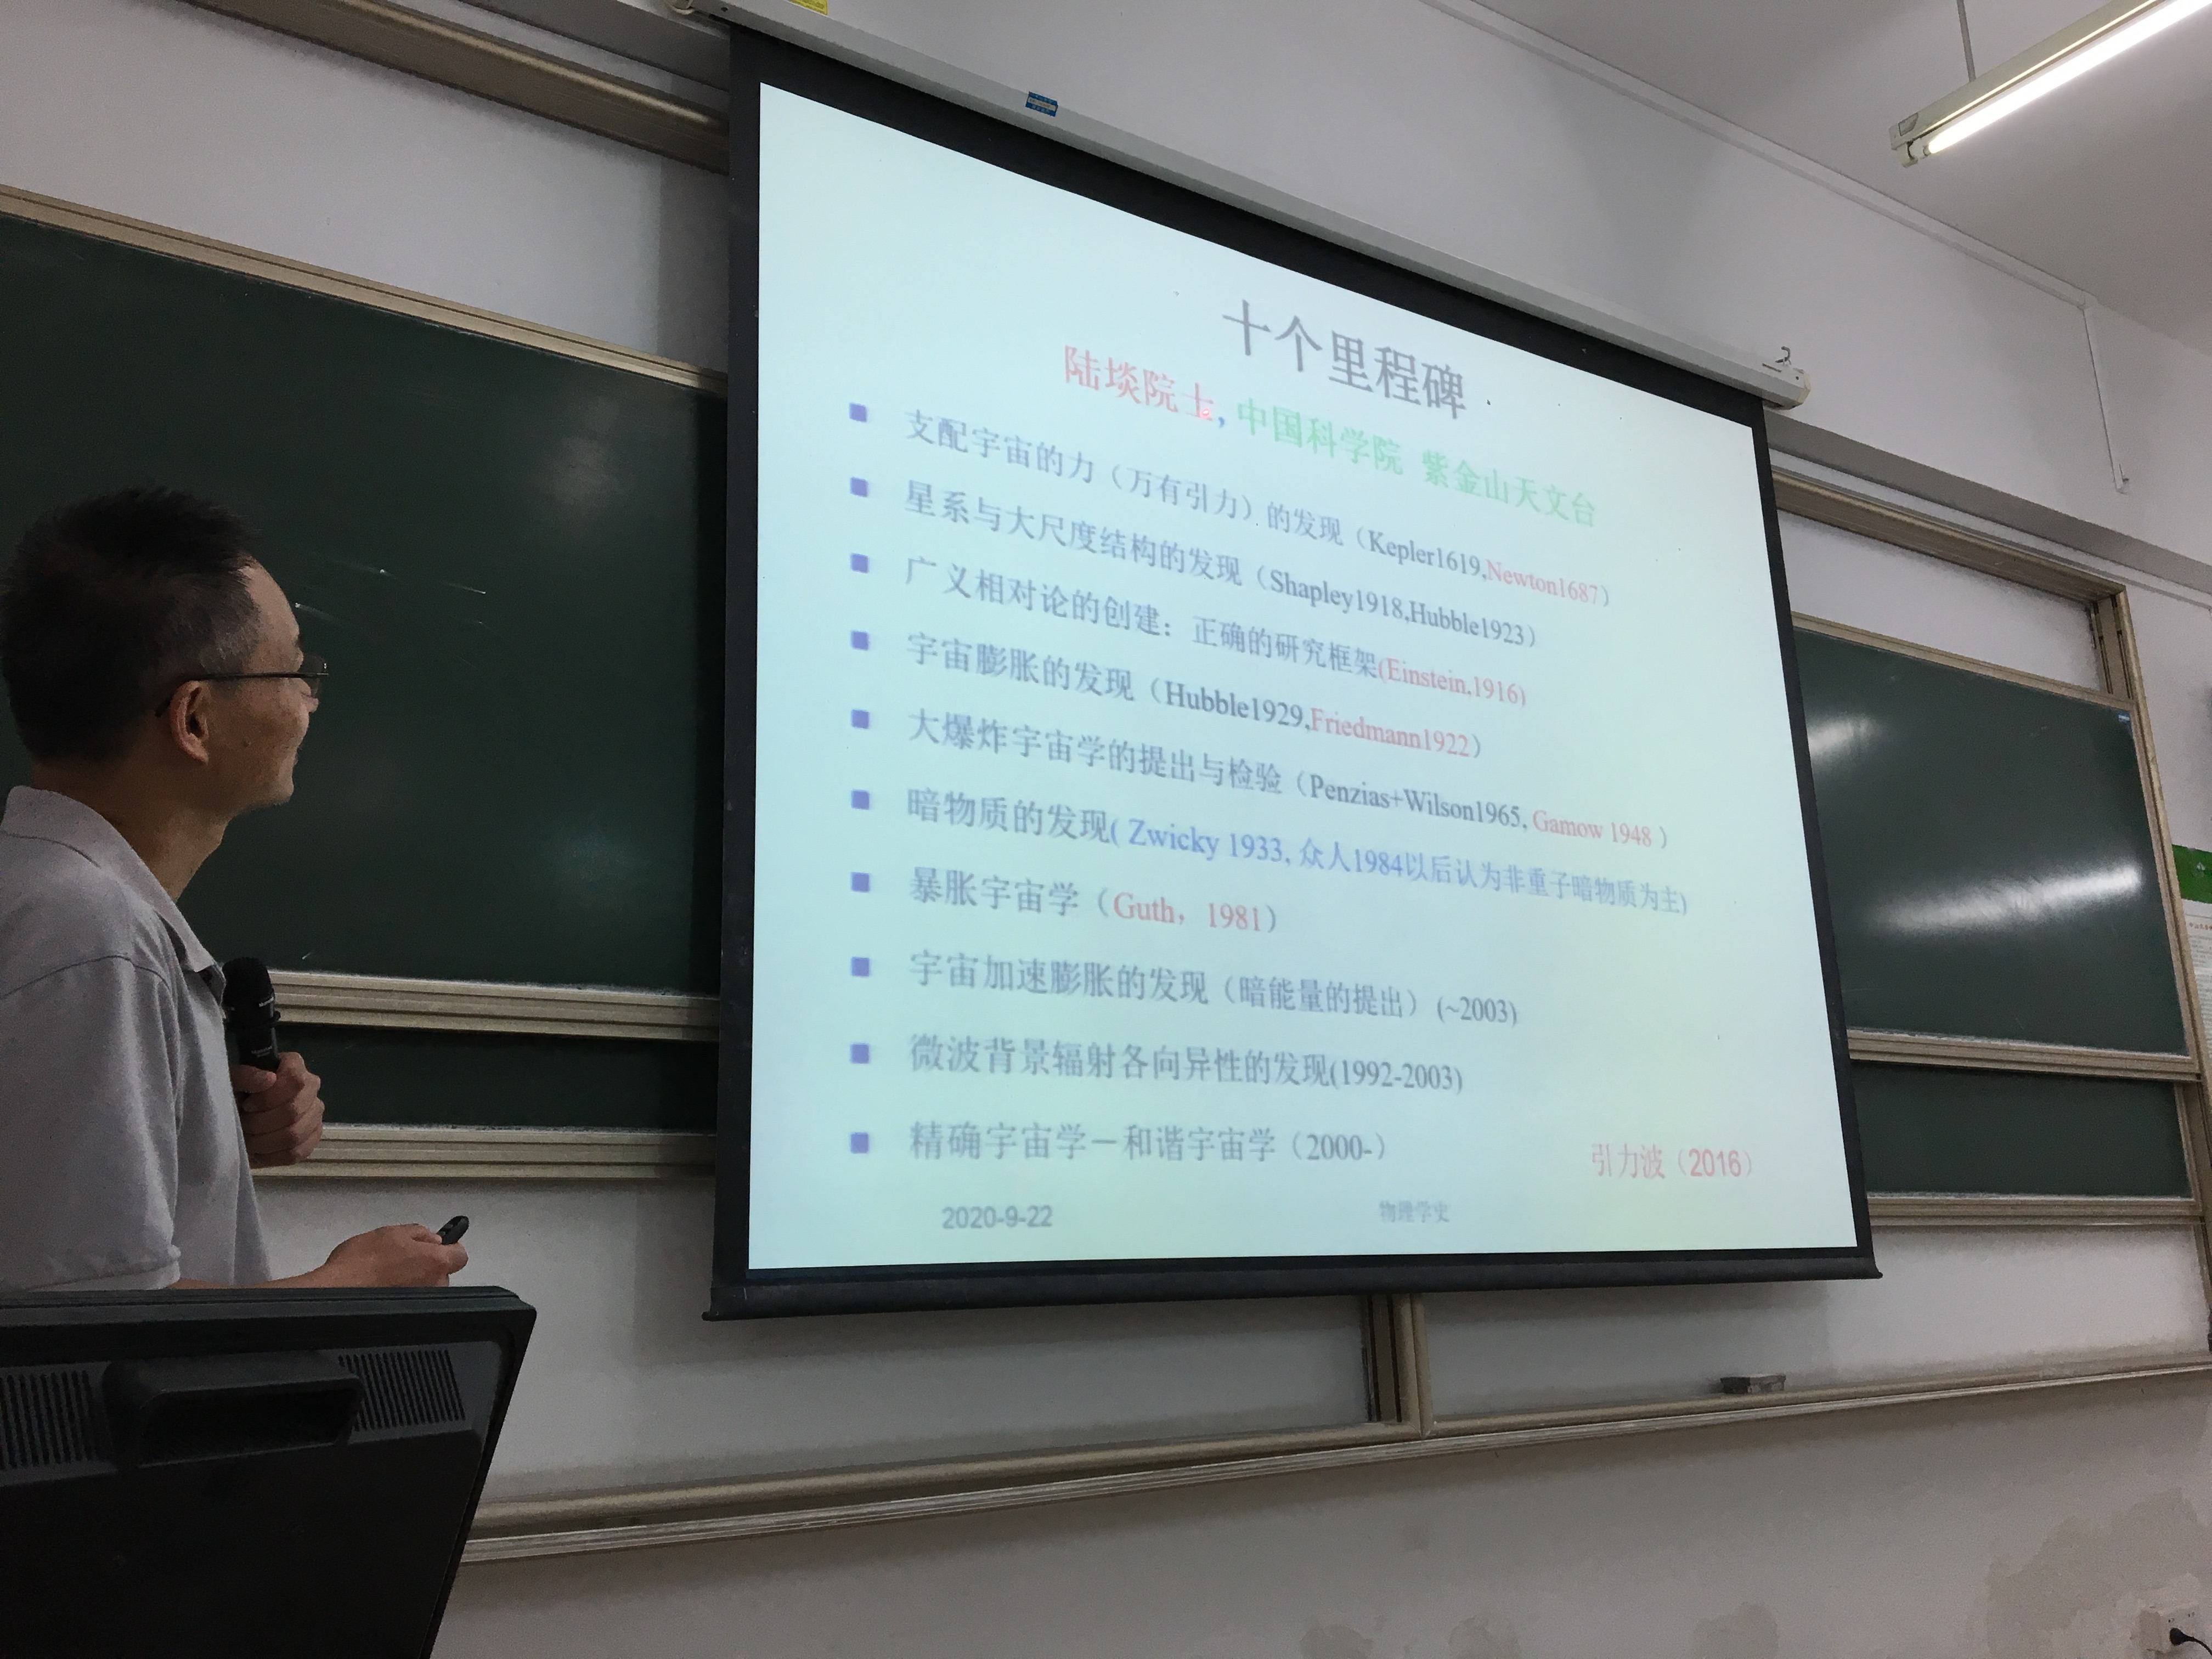 十个里程碑
陆埮院士, 中国科学院 紫金山天文台
■ 支配宇宙的力（万有引力）的发现（Kepler1619,Newton1687）
■ 星系与大尺度结构的发现（Shapley1918,Hubble1923）
■ 广义相对论的创建：正确的研究框架(Einstein,1916)
■ 宇宙膨胀的发现（Hubble1929,Friedmann1922）
■ 大爆炸宇宙学的提出与检验（Penzias+Wilson1965, Gamow 1948 ）
■ 暗物质的发现( Zwicky 1933, 众人1984以后认为非重子暗物质为主)
■ 暴胀宇宙学（Guth，1981）
■ 宇宙加速膨胀的发现（暗能量的提出）(~2003)
■ 微波背景辐射各向异性的发现(1992-2003)
■ 精确宇宙学－和谐宇宙学（2000-）
引力波（2016）
2020-9-22
物理学史